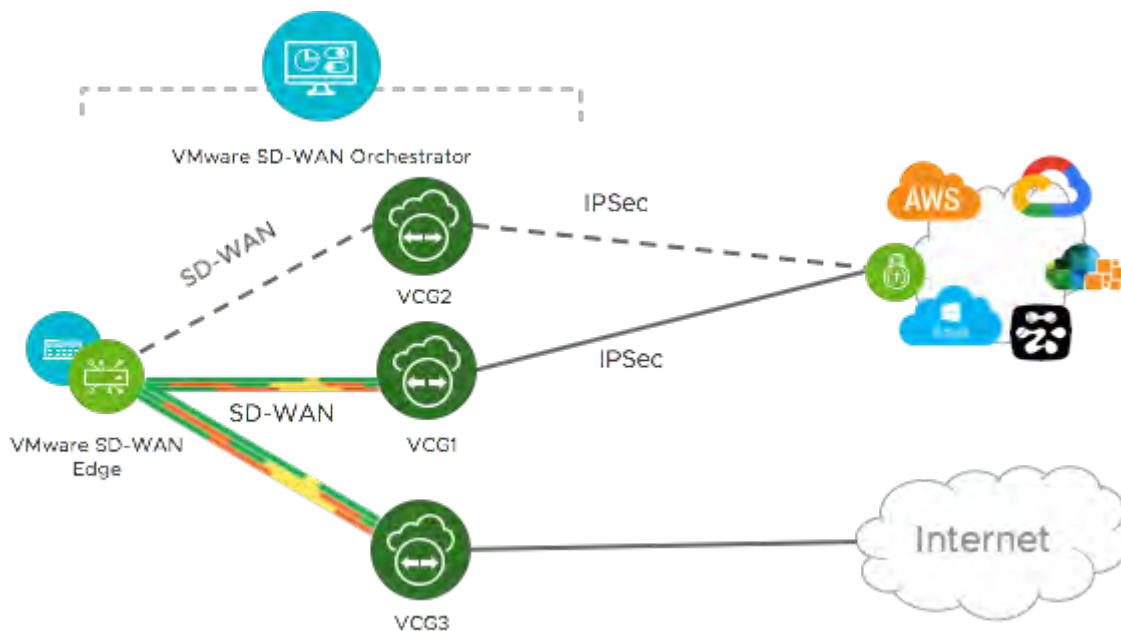 VMware SD-WAN Orchestrator
SD-WAN
VCG2
IPSec
AWS
VMware SD-WAN
Edge
SD-WAN
VCG1
IPSec
VCG3
Internet